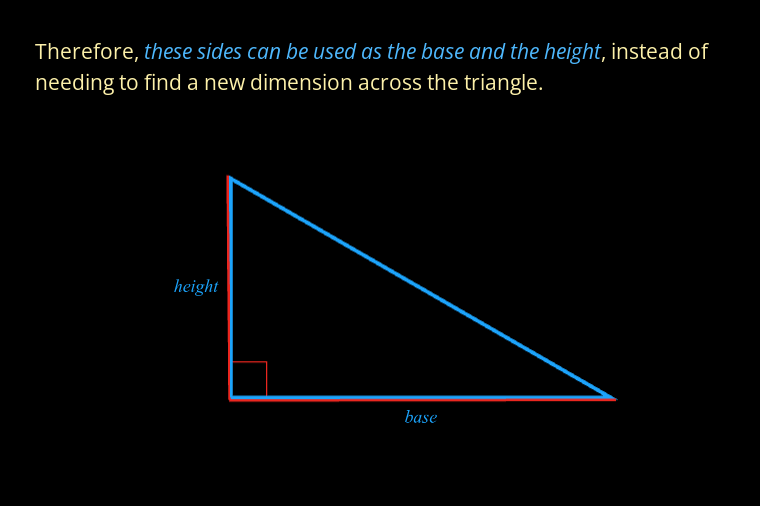 Therefore, these sides can be used as the base and the height, instead of
needing to find a new dimension across the triangle.
height
base